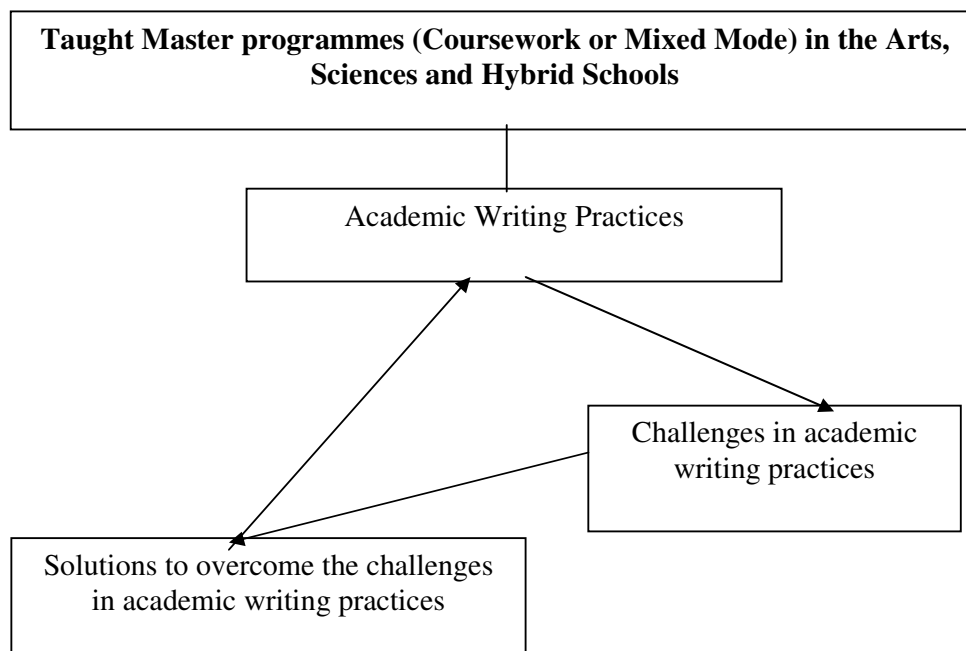 Taught Master programmes (Coursework or Mixed Mode) in the Arts,
Sciences and Hybrid Schools
Academic Writing Practices
Challenges in academic
writing practices
Solutions to overcome the challenges
in academic writing practices